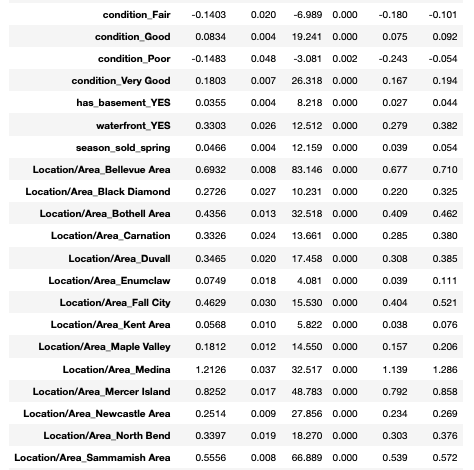 condition_Fair -0.1403 0.020 -6.989 0.000 -0.180 -0.101
condition_Good 0.0834 0.004 19.241 0.000 0.075 0.092
condition_Poor -0.1483 0.048 -3.081 0.002 -0.243 -0.054
condition_Very Good 0.1803 0.007 26.318 0.000 0.167 0.194
has_basement_YES 0.0355 0.004 8.218 0.000 0.027 0.044
waterfront_YES 0.3303 0.026 12.512 0.000 0.279 0.382
season_sold_spring 0.0466 0.004 12.159 0.000 0.039 0.054
Location/Area_Bellevue Area 0.6932 0.008 83.146 0.000 0.677 0.710
Location/Area_Black Diamond 0.2726 0.027 10.231 0.000 0.220 0.325
Location/Area_Bothell Area 0.4356 0.013 32.518 0.000 0.409 0.462
Location/Area_Carnation 0.3326 0.024 13.661 0.000 0.285 0.380
Location/Area_Duvall 0.3465 0.020 17.458 0.000 0.308 0.385
Location/Area_Enumclaw 0.0749 0.018 4.081 0.000 0.039 0.111
Location/Area_Fall City 0.4629 0.030 15.530 0.000 0.404 0.521
Location/Area_Kent Area 0.0568 0.010 5.822 0.000 0.038 0.076
Location/Area_Maple Valley 0.1812 0.012 14.550 0.000 0.157 0.206
Location/Area_Medina 1.2126 0.037 32.517 0.000 1.139 1.286
Location/Area_Mercer Island 0.8252 0.017 48.783 0.000 0.792 0.858
Location/Area_Newcastle Area 0.2514 0.009 27.856 0.000 0.234 0.269
Location/Area_North Bend 0.3397 0.019 18.270 0.000 0.303 0.376
Location/Area_Sammamish Area 0.5556 0.008 66.889 0.000 0.539 0.572